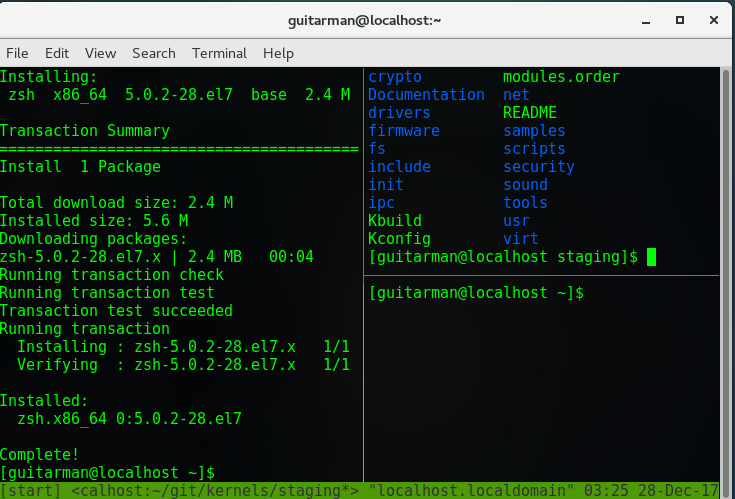 guitarman@localhost:~
File Edit View Search Terminal Help
Installing:
zsh x86_64 5.0.2-28.el7 base 2.4 M
Transaction Summary
========================================
Install 1 Package
Total download size: 2.4 M
Installed size: 5.6 M
Downloading packages:
zsh-5.0.2-28.el7.x | 2.4 MB 00:04
Running transaction check
Running transaction test
Transaction test succeeded
Running transaction
Installing : zsh-5.0.2-28.el7.x 1/1
Verifying : zsh-5.0.2-28.el7.x 1/1
Installed:
zsh.x86_64 0:5.0.2-28.el7
Complete!
[guitarman@localhost ~]$
crypto modules.order
Documentation net
drivers README
firmware samples
fs scripts
include security
init sound
ipc tools
Kbuild usr
Kconfig virt
[guitarman@localhost staging]$
[guitarman@localhost ~]$
[start] <calhost:~/git/kernels/staging*> "localhost.localdomain" 03:25 28-Dec-17